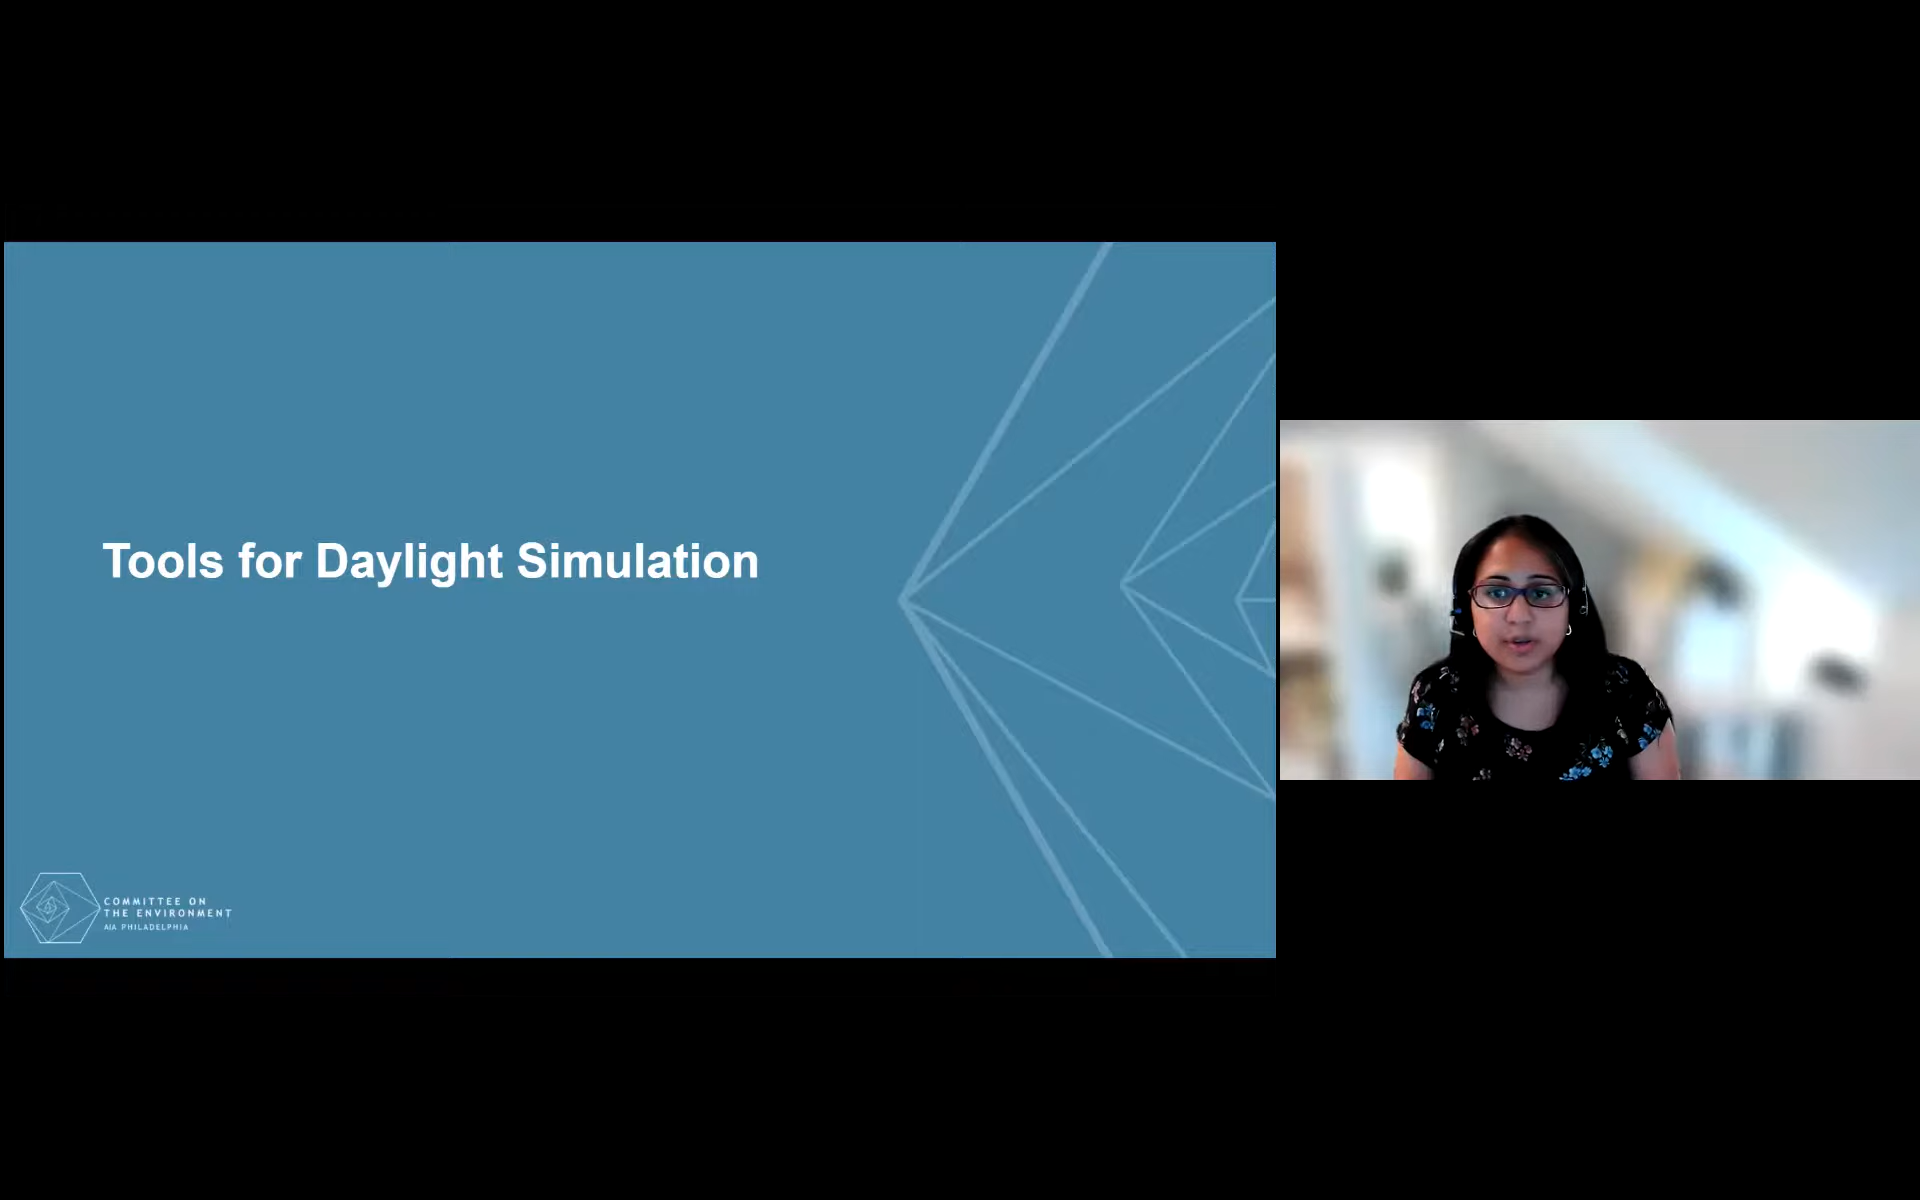 Tools for Daylight Simulation
COMMITTEE ON
THE ENVIRONMENT
AIA PHILADELPHIA